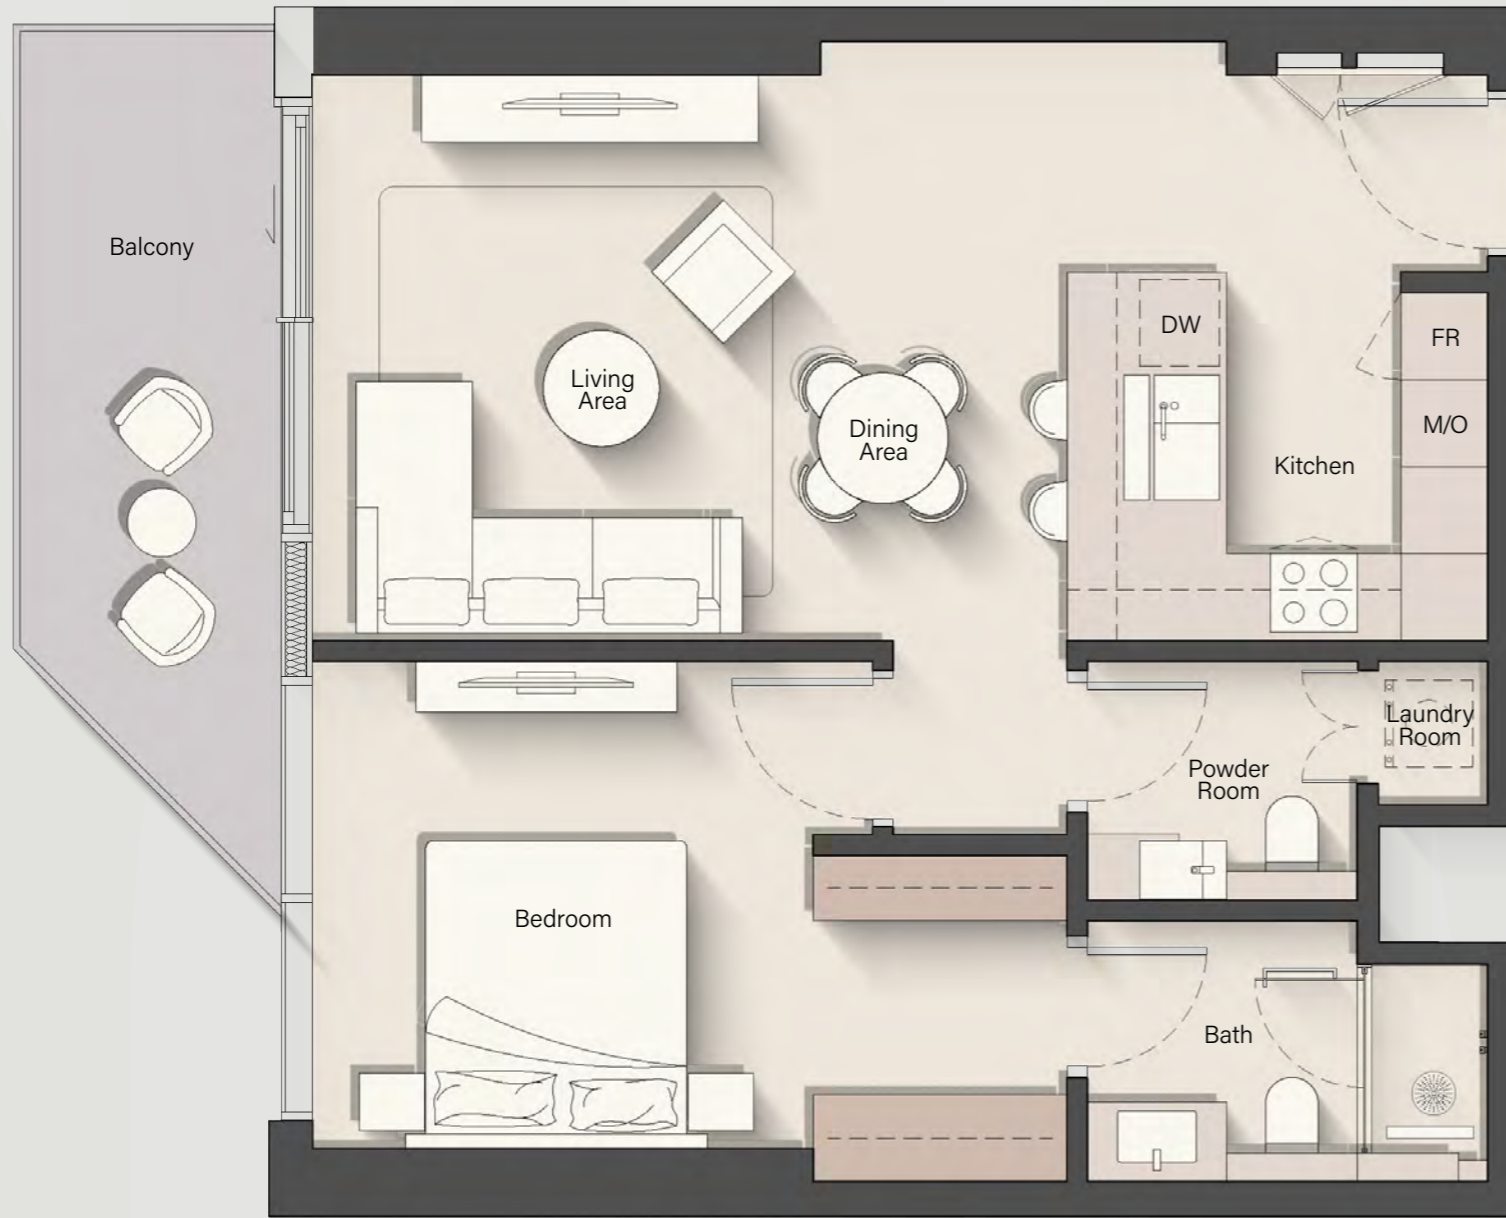 Balcony
Living
Area
Dining
Area
DW
FR
M/O
Kitchen
Laundry
Room
Powder
Room
Bedroom
Bath